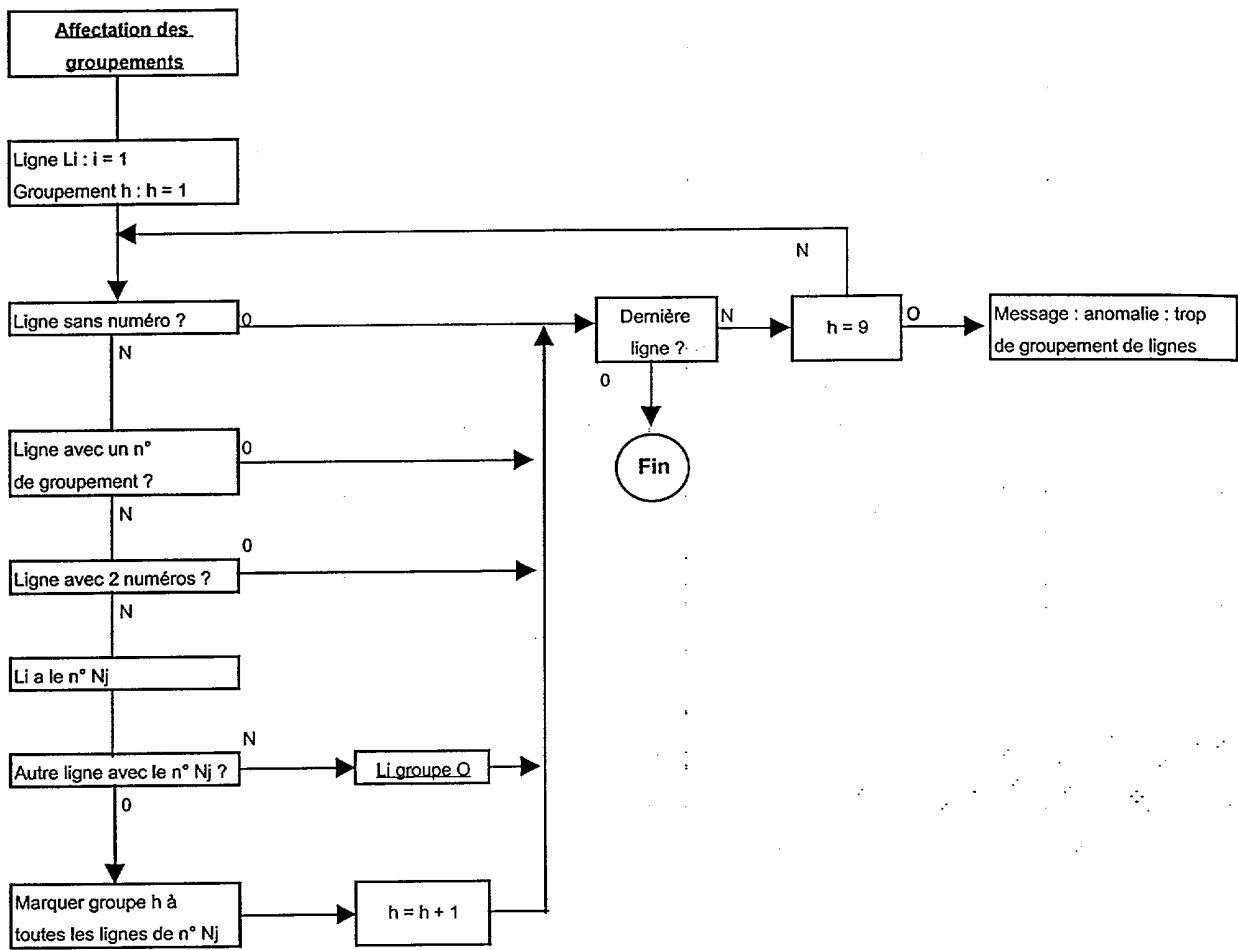 Affectation des
groupements
Ligne Li : i = 1
Groupement h : h = 1
N
Ligne sans numéro ?
0
Dernière
ligne ?
N
h = 9
O
Message : anomalie : trop
de groupement de lignes
N
0
Fin
Ligne avec un n°
de groupement ?
0
N
0
Ligne avec 2 numéros ?
N
Li a le n° Nj
N
Autre ligne avec le n° Nj ?
Li groupe O
0
Marquer groupe h à
toutes les lignes de n° Nj
h = h + 1